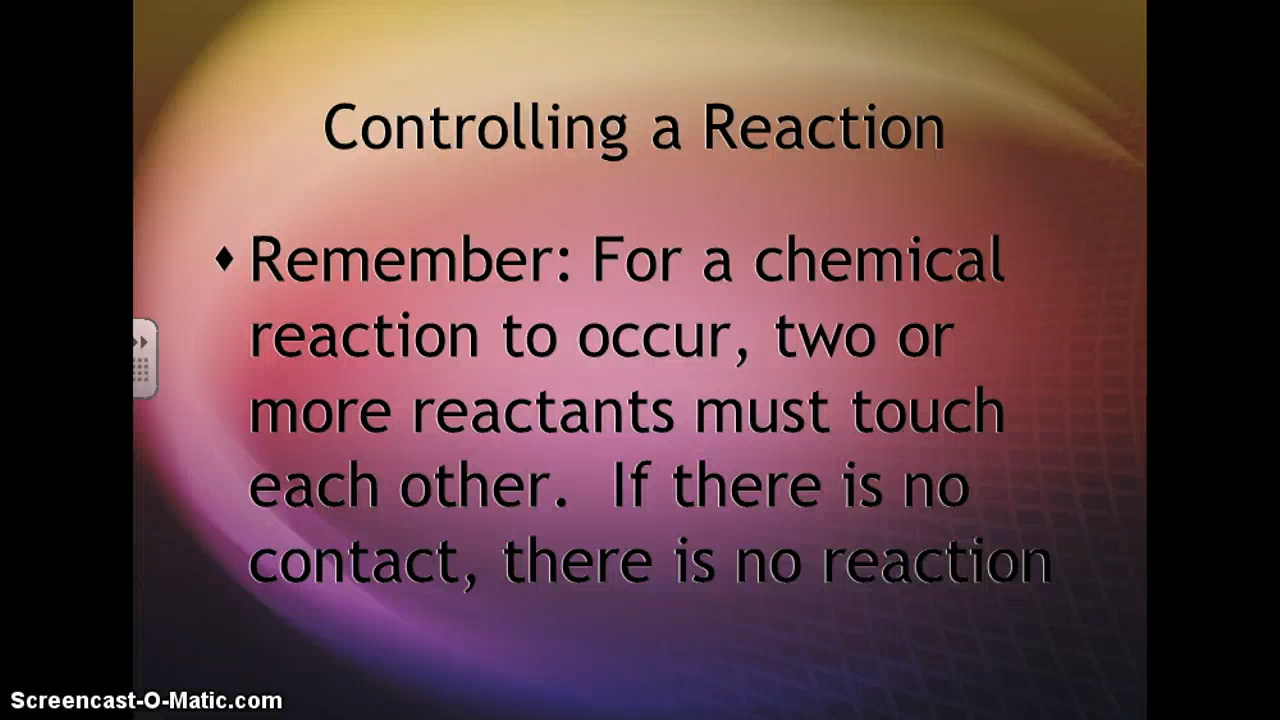 Controlling a Reaction
♦ Remember: For a chemical
reaction to occur, two or
more reactants must touch
each other.  If there is no
contact, there is no reaction
Screencast-O-Matic.com